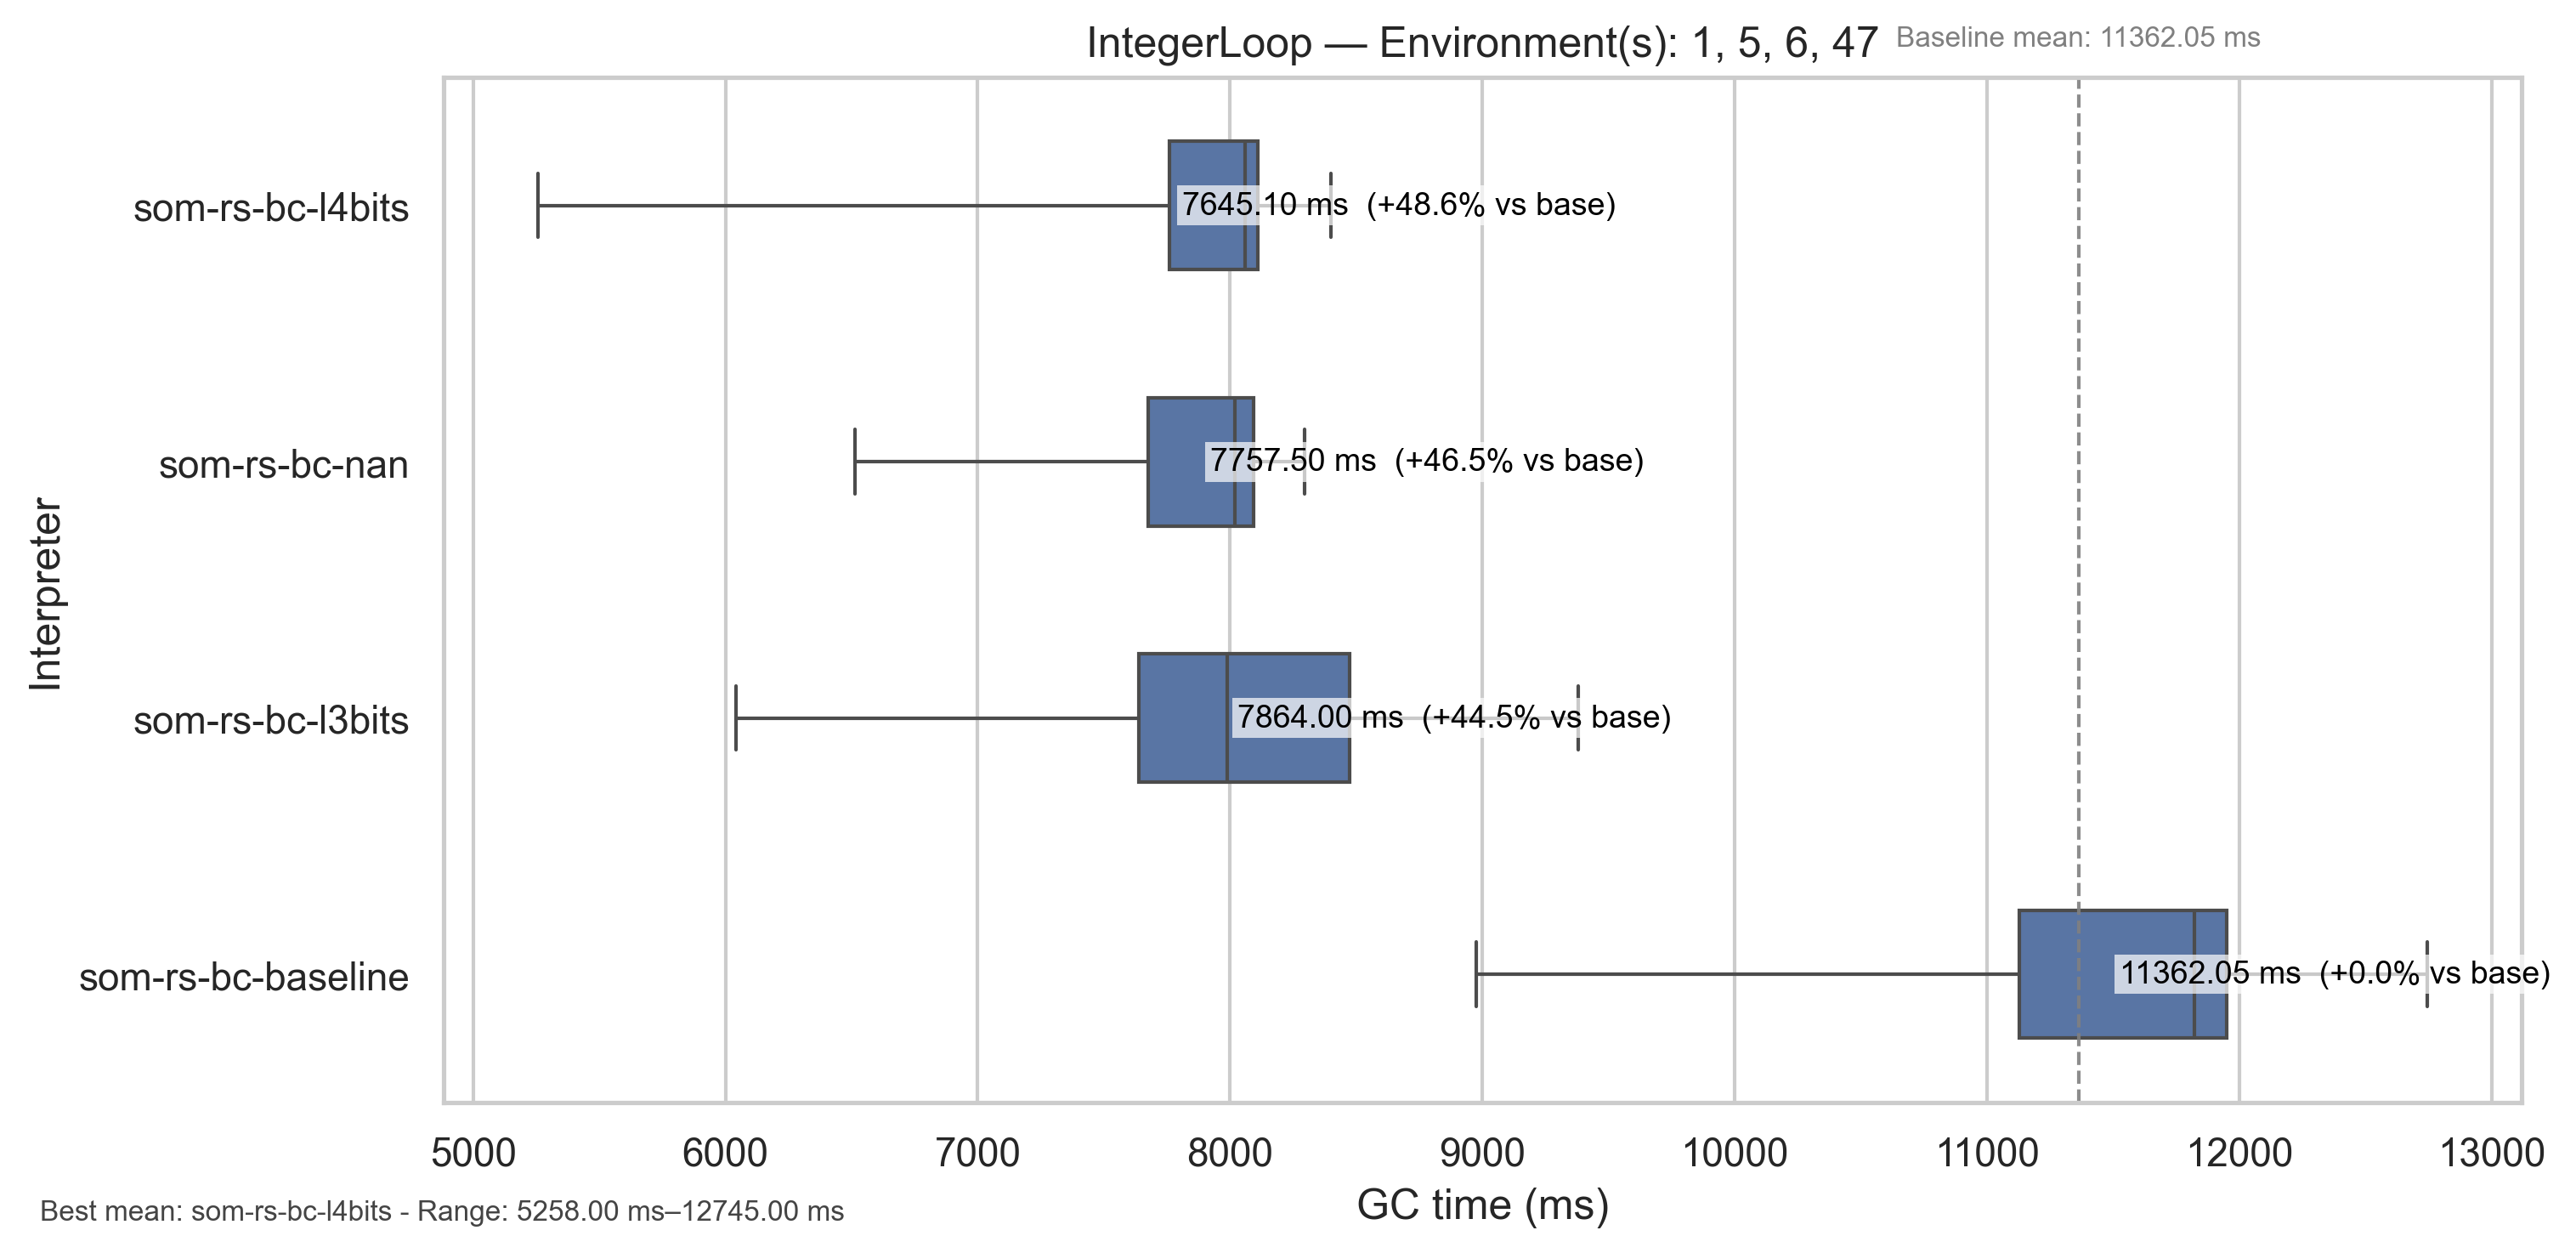 IntegerLoop — Environment(s): 1, 5, 6, 47
Baseline mean: 11362.05 ms
som-rs-bc-l4bits
7645.10 ms (+48.6% vs base)
som-rs-bc-nan
7757.50 ms (+46.5% vs base)
Interpreter
som-rs-bc-l3bits
7864.00 ms (+44.5% vs base)
som-rs-bc-baseline
11362.05 ms (+0.0% vs base)
5000 6000 7000 8000 9000 10000 11000 12000 13000
GC time (ms)
Best mean: som-rs-bc-l4bits - Range: 5258.00 ms–12745.00 ms